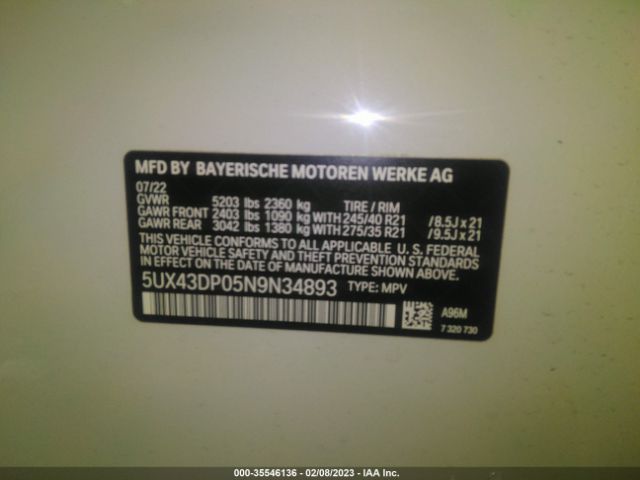 MFD BY BAYERISCHE MOTOREN WERKE AG
07/22
GVWR 5203 lbs 2360 kg TIRE / RIM
GAWR FRONT 2403 lbs 1090 kg WITH 245/40 R21 /8.5J x 21
GAWR REAR 3042 lbs 1380 kg WITH 275/35 R21 /9.5J x 21
THIS VEHICLE CONFORMS TO ALL APPLICABLE U. S. FEDERAL
MOTOR VEHICLE SAFETY AND THEFT PREVENTION STANDARDS
IN EFFECT ON THE DATE OF MANUFACTURE SHOWN ABOVE.
5UX43DP05N9N34893 TYPE: MPV
A96M
7 320 730
000-35546136 - 02/08/2023 - IAA Inc.